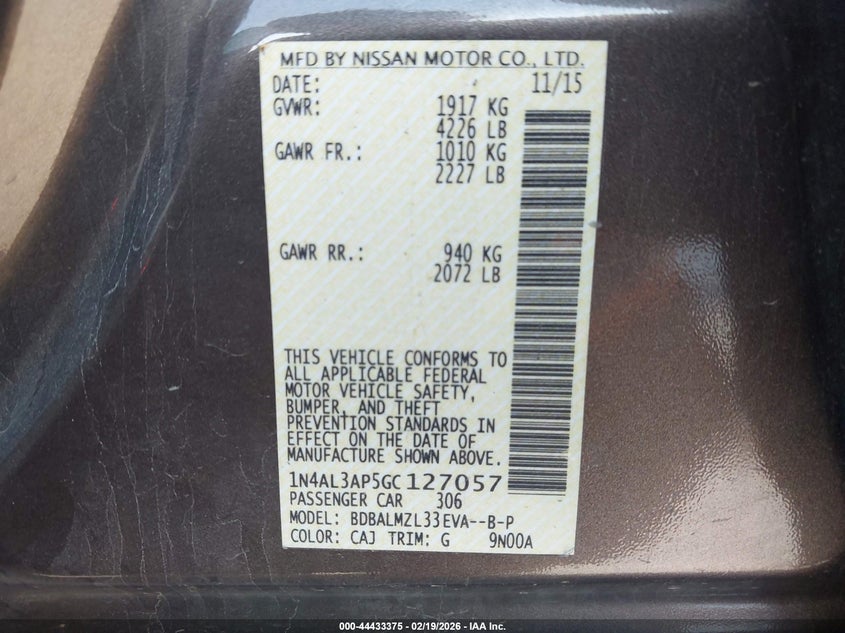 MFD BY NISSAN MOTOR CO., LTD.
DATE: 11/15
GVWR: 1917 KG
4226 LB
GAWR FR.: 1010 KG
2227 LB
GAWR RR.: 940 KG
2072 LB
THIS VEHICLE CONFORMS TO
ALL APPLICABLE FEDERAL
MOTOR VEHICLE SAFETY,
BUMPER, AND THEFT
PREVENTION STANDARDS IN
EFFECT ON THE DATE OF
MANUFACTURE SHOWN ABOVE.
1N4AL3AP5GC127057
PASSENGER CAR 306
MODEL: BDBALMZL33EVA--B-P
COLOR: CAJ TRIM: G 9N00A
000-44433375 - 02/19/2026 - IAA Inc.